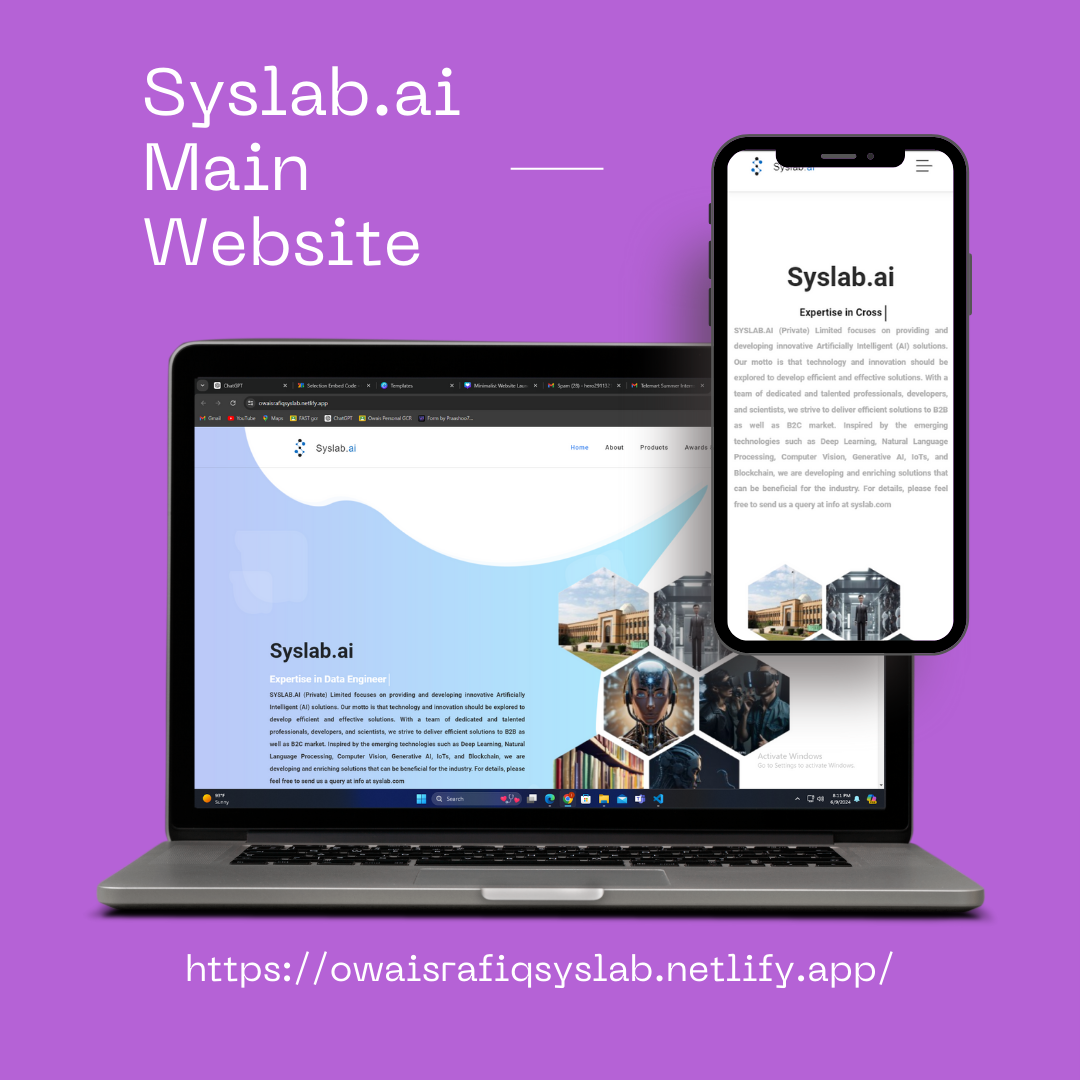 Syslab.ai
Main
Website
Syslab.ai
Syslab.ai
Expertise in Cross
SYSLAB.AI (Private) Limited focuses on providing and
developing innovative Artificially Intelligent (AI) solutions.
Our motto is that technology and innovation should be
explored to develop efficient and effective solutions. With a
team of dedicated and talented professionals, developers,
and scientists, we strive to deliver efficient solutions to B2B
as well as B2C market. Inspired by the emerging
technologies such as Deep Learning, Natural Language
Processing, Computer Vision, Generative AI, IoTs, and
Blockchain, we are developing and enriching solutions that
can be beneficial for the industry. For details, please feel
free to send us a query at info at syslab.com
ChatGPT Selection Embed Code Templates Minimalist Website Lau Spam (28) Telemart Summer Intern
owaisrafiqsyslab.netlify.app
Gmail YouTube Maps ChatGPT Owais Personal Form by
Syslab.ai Home About Products Awards
Syslab.ai
Expertise in Data Engineer
SYSLAB.AI (Private) Limited focuses on providing and developing innovative Artificially
Intelligent (AI) solutions. Our motto is that technology and innovation should be explored to
develop efficient and effective solutions. With a team of dedicated and talented
professionals, developers, and scientists, we strive to deliver efficient solutions to B2B as
well as B2C market. Inspired by the emerging technologies such as Deep Learning, Natural
Language Processing, Computer Vision, Generative AI, IoTs, and Blockchain, we are
developing and enriching solutions that can be beneficial for the industry. For details, please
feel free to send us a query at info at syslab.com
Activate Windows
Go to Settings to activate Windows.
93°F
Sunny
Search
8:11 PM
6/9/2024
https://owaisrafiqsyslab.netlify.app/